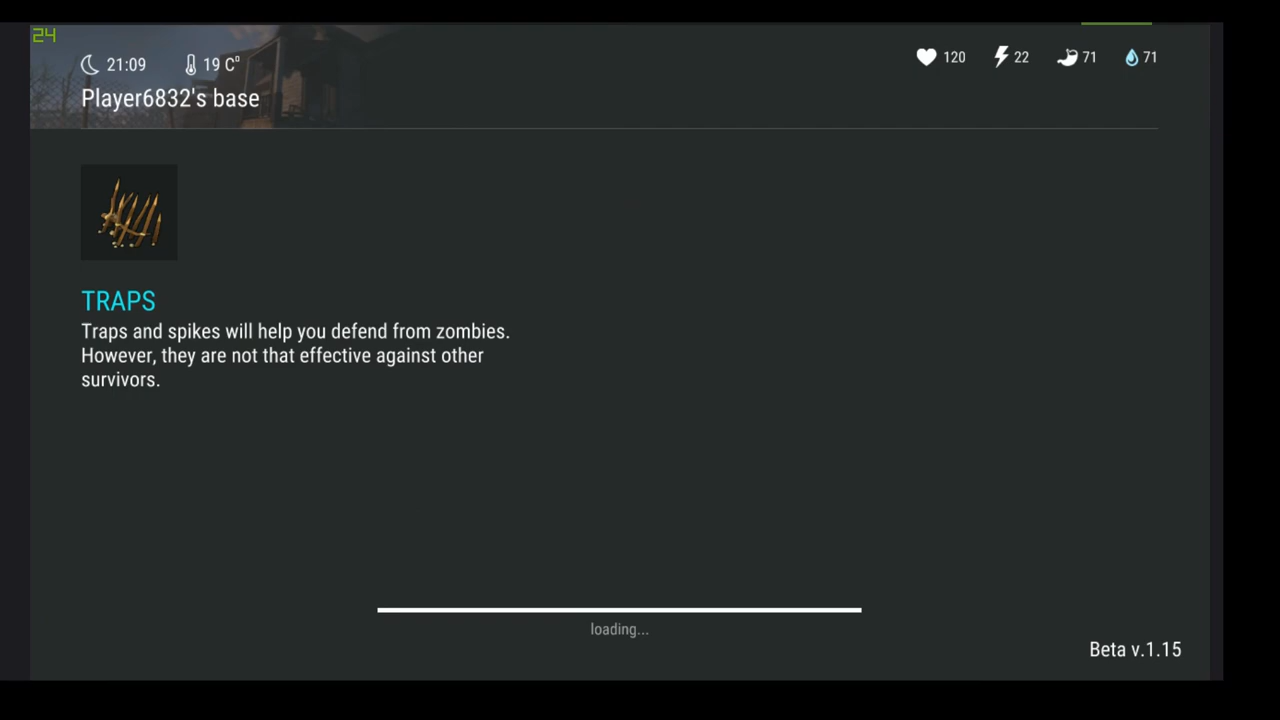 24
21:09 19 C°
120 22 71 71
Player6832's base
TRAPS
Traps and spikes will help you defend from zombies.
However, they are not that effective against other
survivors.
loading...
Beta v.1.15